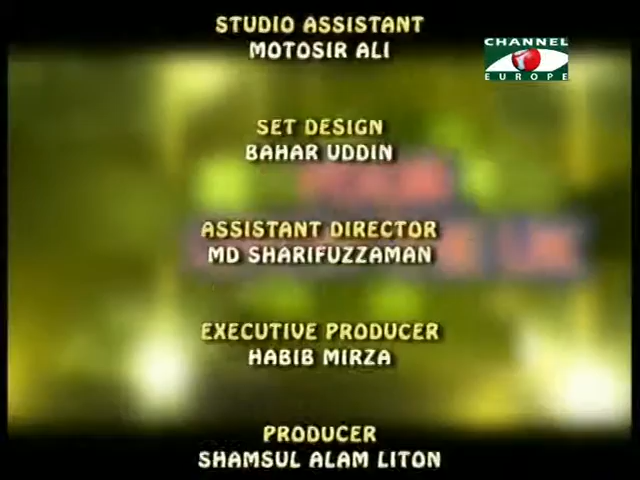 STUDIO ASSISTANT
MOTOSIR ALI
CHANNEL
EUROPE
SET DESIGN
BAHAR UDDIN
ASSISTANT DIRECTOR
MD SHARIFUZZAMAN
EXECUTIVE PRODUCER
HABIB MIRZA
PRODUCER
SHAMSUL ALAM LITON